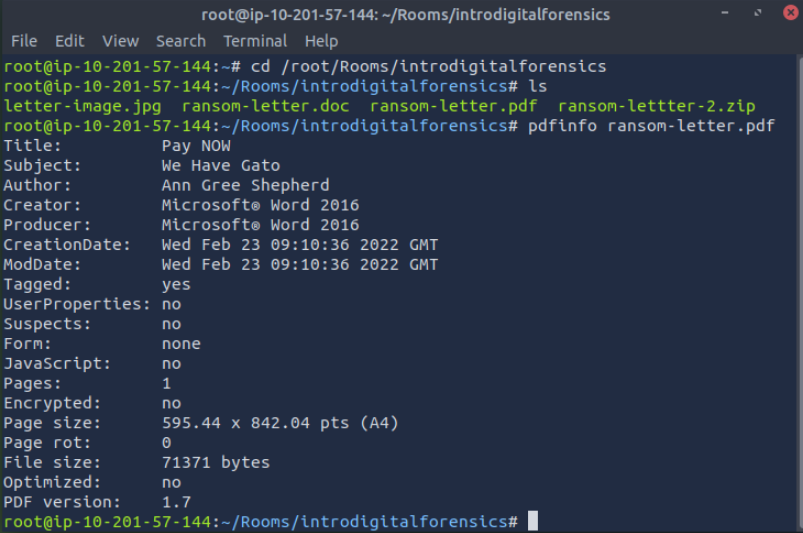 root@ip-10-201-57-144: ~/Rooms/introdigitalforensics
File Edit View Search Terminal Help
root@ip-10-201-57-144:~# cd /root/Rooms/introdigitalforensics
root@ip-10-201-57-144:~/Rooms/introdigitalforensics# ls
letter-image.jpg ransom-letter.doc ransom-letter.pdf ransom-lettter-2.zip
root@ip-10-201-57-144:~/Rooms/introdigitalforensics# pdfinfo ransom-letter.pdf
Title: Pay NOW
Subject: We Have Gato
Author: Ann Gree Shepherd
Creator: Microsoft® Word 2016
Producer: Microsoft® Word 2016
CreationDate: Wed Feb 23 09:10:36 2022 GMT
ModDate: Wed Feb 23 09:10:36 2022 GMT
Tagged: yes
UserProperties: no
Suspects: no
Form: none
JavaScript: no
Pages: 1
Encrypted: no
Page size: 595.44 x 842.04 pts (A4)
Page rot: 0
File size: 71371 bytes
Optimized: no
PDF version: 1.7
root@ip-10-201-57-144:~/Rooms/introdigitalforensics#